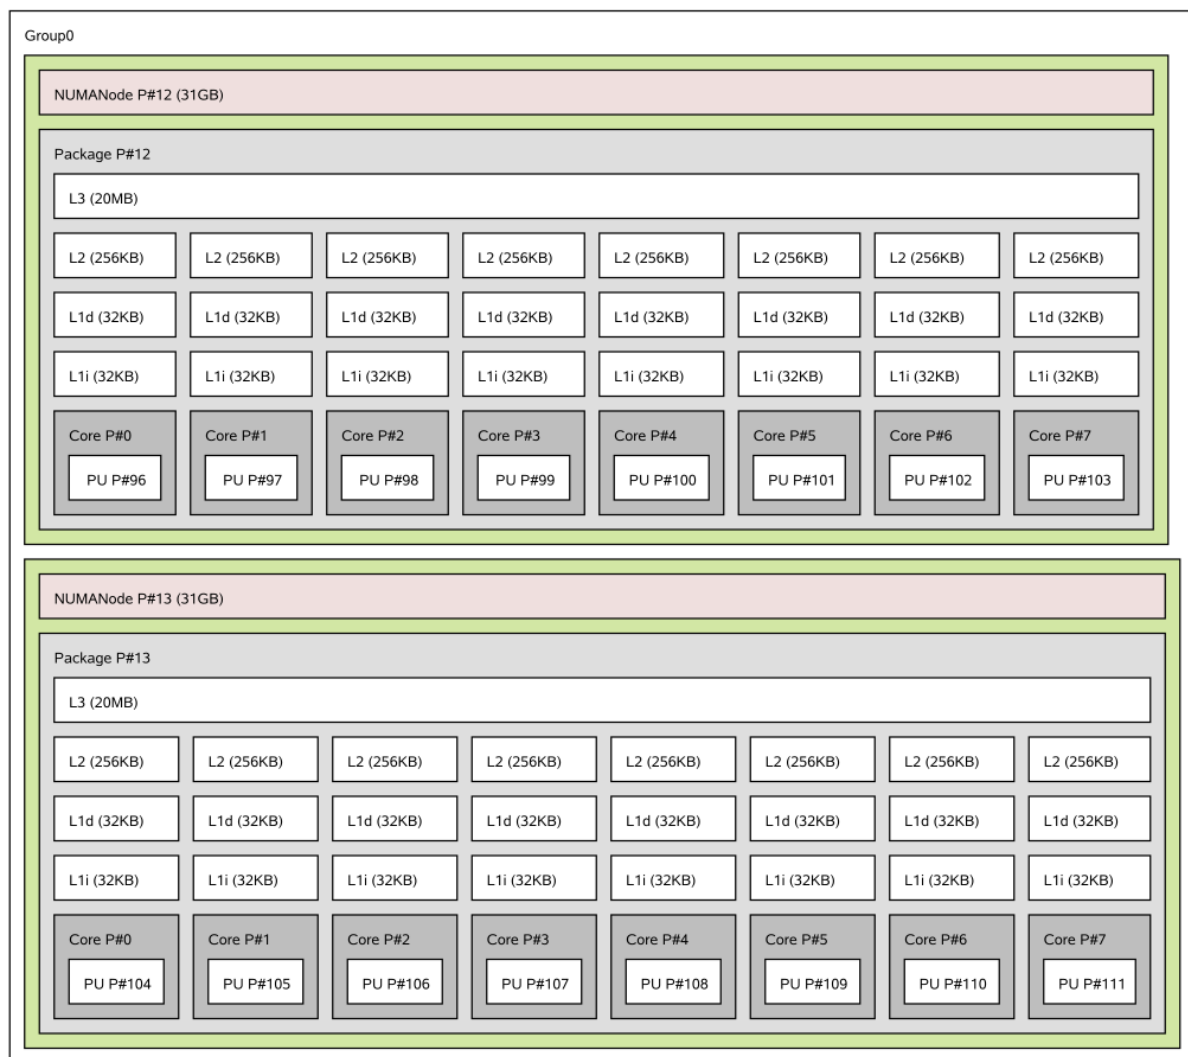 Group0
NUMANode P#12 (31GB)
Package P#12
L3 (20MB)
L2 (256KB) L2 (256KB) L2 (256KB) L2 (256KB) L2 (256KB) L2 (256KB) L2 (256KB) L2 (256KB)
L1d (32KB) L1d (32KB) L1d (32KB) L1d (32KB) L1d (32KB) L1d (32KB) L1d (32KB) L1d (32KB)
L1i (32KB) L1i (32KB) L1i (32KB) L1i (32KB) L1i (32KB) L1i (32KB) L1i (32KB) L1i (32KB)
Core P#0 Core P#1 Core P#2 Core P#3 Core P#4 Core P#5 Core P#6 Core P#7
PU P#96 PU P#97 PU P#98 PU P#99 PU P#100 PU P#101 PU P#102 PU P#103
NUMANode P#13 (31GB)
Package P#13
L3 (20MB)
L2 (256KB) L2 (256KB) L2 (256KB) L2 (256KB) L2 (256KB) L2 (256KB) L2 (256KB) L2 (256KB)
L1d (32KB) L1d (32KB) L1d (32KB) L1d (32KB) L1d (32KB) L1d (32KB) L1d (32KB) L1d (32KB)
L1i (32KB) L1i (32KB) L1i (32KB) L1i (32KB) L1i (32KB) L1i (32KB) L1i (32KB) L1i (32KB)
Core P#0 Core P#1 Core P#2 Core P#3 Core P#4 Core P#5 Core P#6 Core P#7
PU P#104 PU P#105 PU P#106 PU P#107 PU P#108 PU P#109 PU P#110 PU P#111